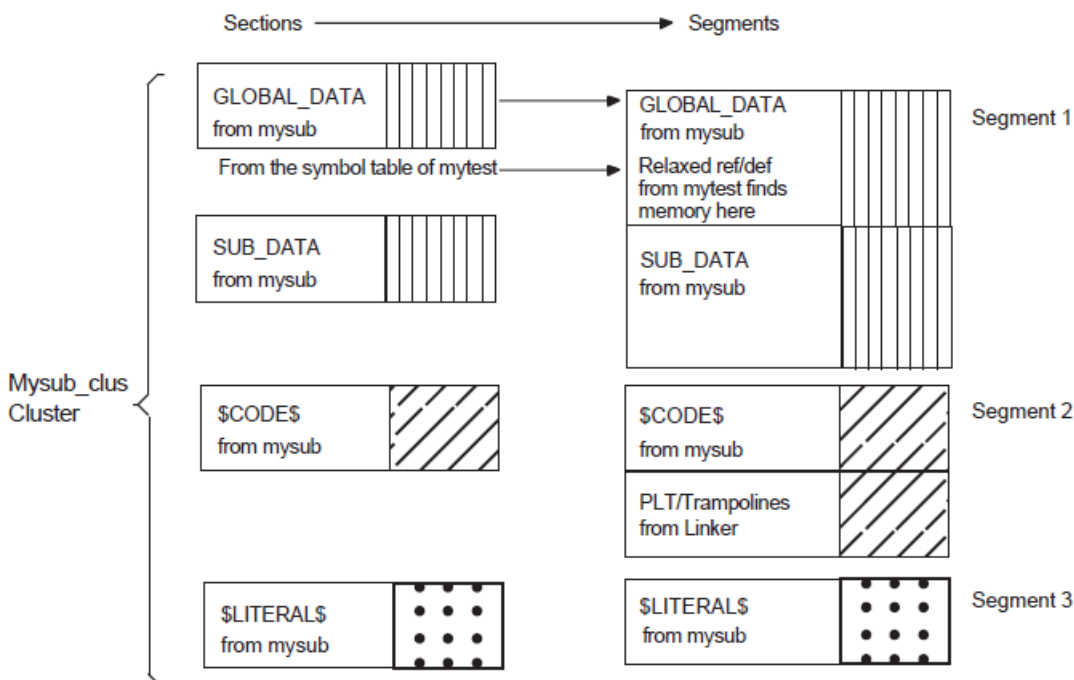 Sections
Segments
GLOBAL_DATA
from mysub
From the symbol table of mytest
SUB_DATA
from mysub
Mysub_clus
Cluster
$CODE$
from mysub
$LITERAL$
from mysub
GLOBAL_DATA
from mysub
Relaxed ref/def
from mytest finds
memory here
Segment 1
SUB_DATA
from mysub
$CODE$
from mysub
Segment 2
PLT/Trampolines
from Linker
$LITERAL$
from mysub
Segment 3